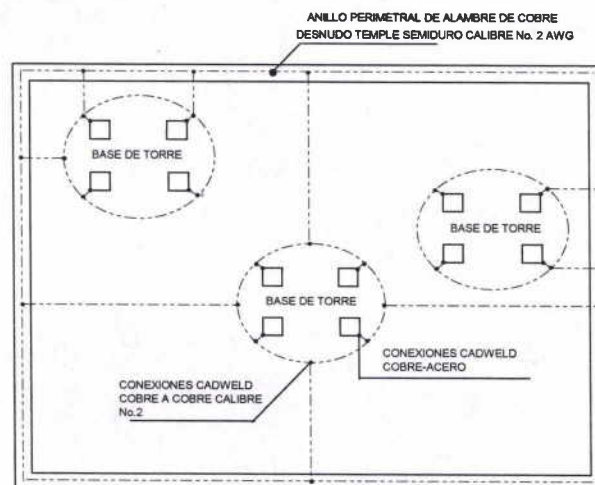 ANILLO PERIMETRAL DE ALAMBRE DE COBRE
DESNUDO TEMPLE SEMIDURO CALIBRE No. 2 AWG
BASE DE TORRE
BASE DE TORRE
BASE DE TORRE
CONEXIONES CADWELD
COBRE-ACERO
CONEXIONES CADWELD
COBRE A COBRE CALIBRE
No.2